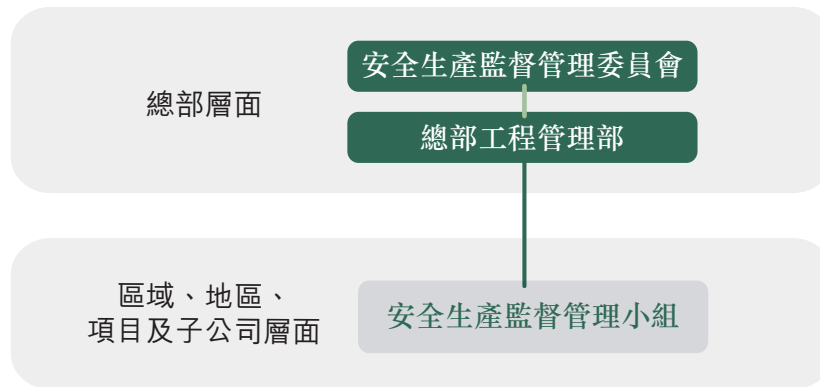 安全生產監督管理委員會
總部層面
總部工程管理部
區域、地區、
項目及子公司層面
安全生產監督管理小組